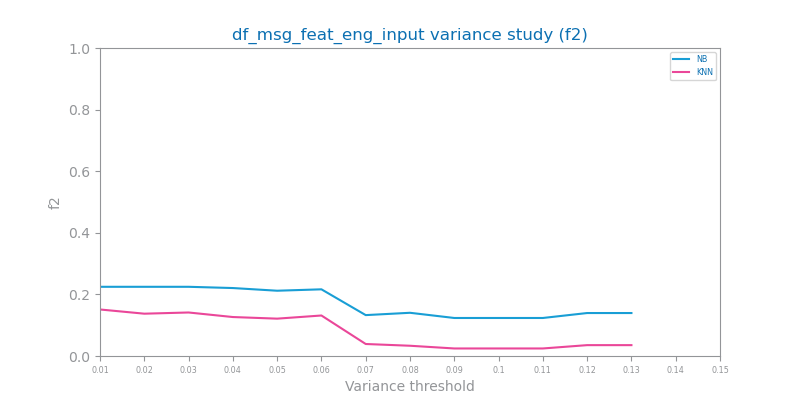 df_msg_feat_eng_input variance study (f2)
NB
KNN
1.0
0.8
0.6
0.4
0.2
0.0
f2
0.01 0.02 0.03 0.04 0.05 0.06 0.07 0.08 0.09 0.1 0.11 0.12 0.13 0.14 0.15
Variance threshold